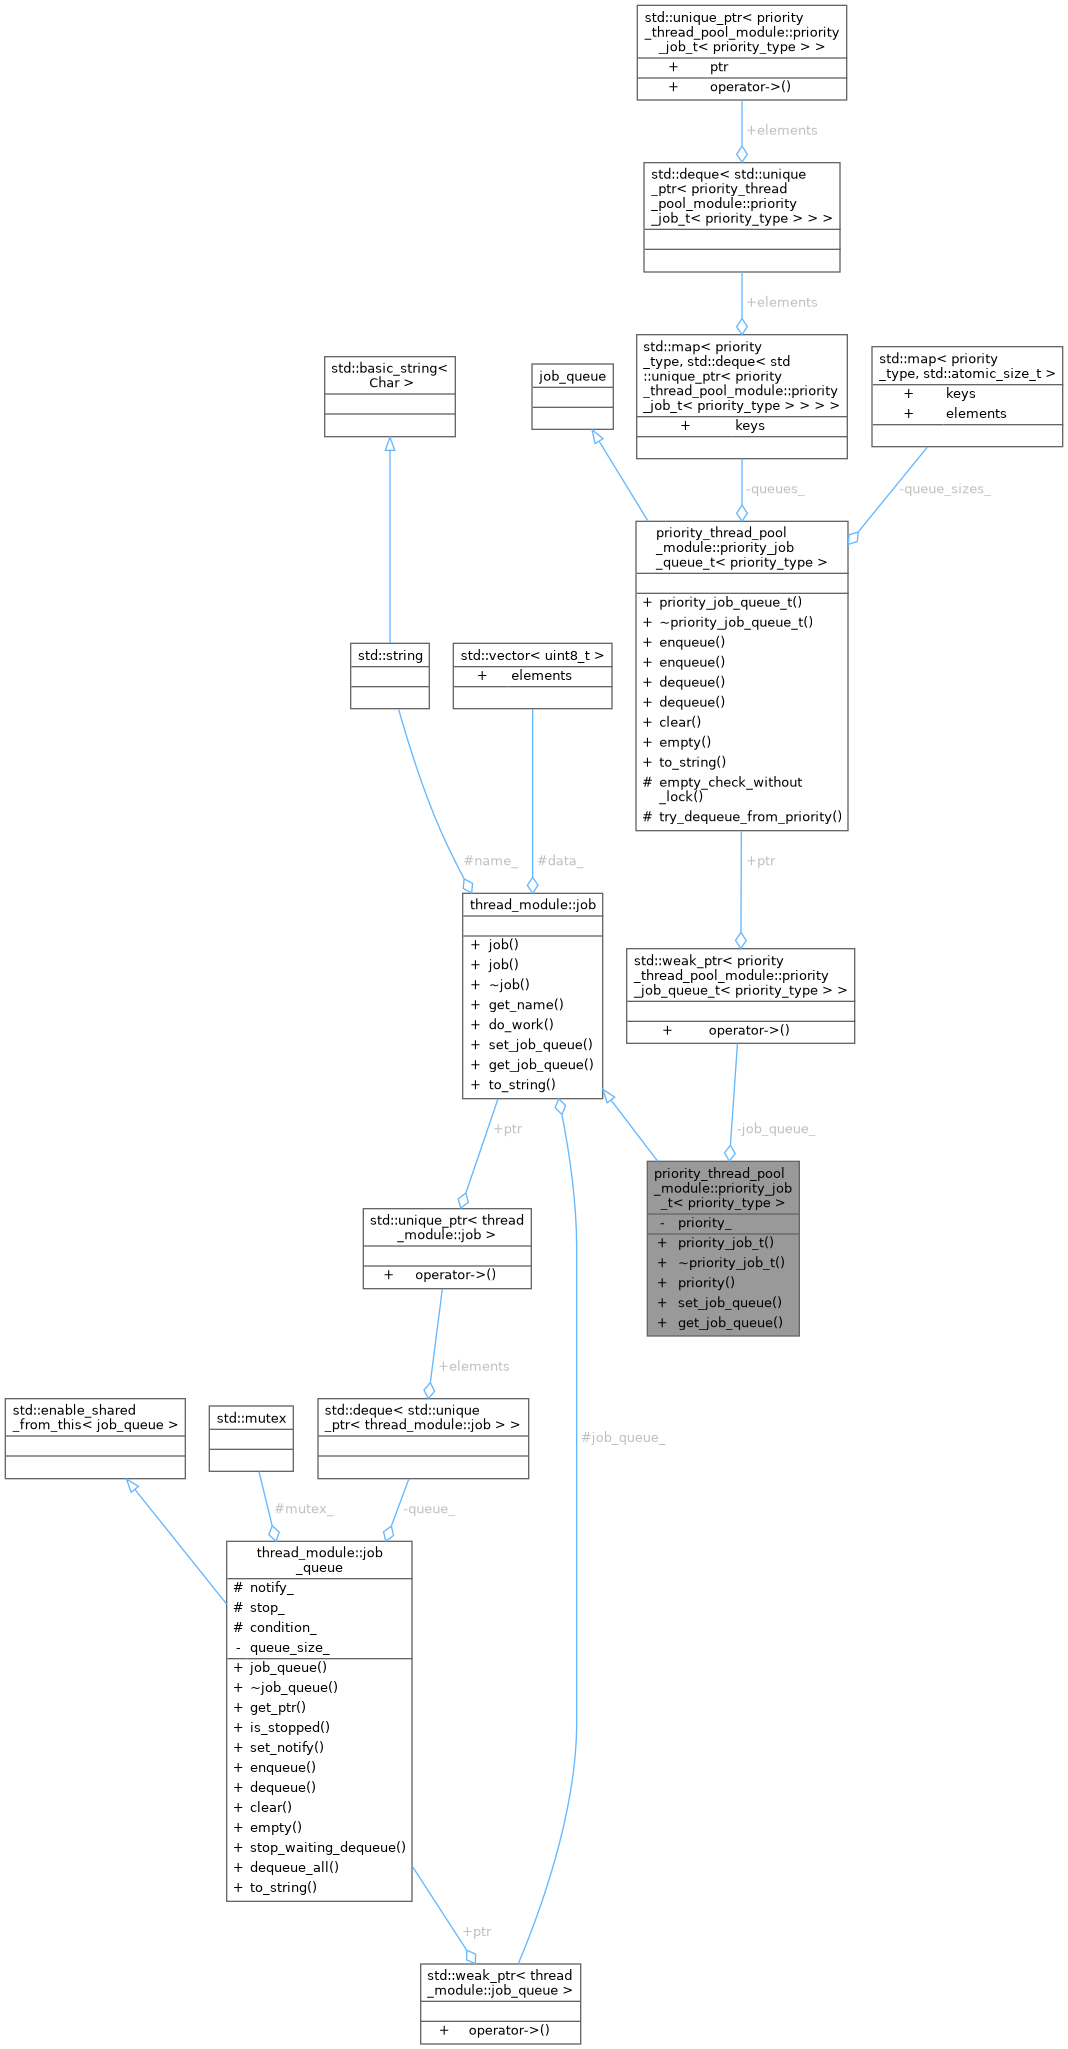 std::unique_ptr< priority
_thread_pool_module::priority
_job_t< priority_type > >
+ ptr
+ operator->()
+elements
std::deque< std::unique
_ptr< priority_thread
_pool_module::priority
_job_t< priority_type > > >
+elements
std::map< priority
_type, std::deque< std
::unique_ptr< priority
_thread_pool_module::priority
_job_t< priority_type > > > >
+ keys
std::map< priority
_type, std::atomic_size_t >
+ keys
+ elements
std::basic_string<
Char >
job_queue
-queues_
-queue_sizes_
priority_thread_pool
_module::priority_job
_queue_t< priority_type >
+ priority_job_queue_t()
+ ~priority_job_queue_t()
+ enqueue()
+ enqueue()
+ dequeue()
+ dequeue()
+ clear()
+ empty()
+ to_string()
# empty_check_without
_lock()
# try_dequeue_from_priority()
std::string
std::vector< uint8_t >
+ elements
#name_
#data_
+ptr
thread_module::job
+ job()
+ job()
+ ~job()
+ get_name()
+ do_work()
+ set_job_queue()
+ get_job_queue()
+ to_string()
std::weak_ptr< priority
_thread_pool_module::priority
_job_queue_t< priority_type > >
+ operator->()
+ptr
-job_queue_
priority_thread_pool
_module::priority_job
_t< priority_type >
- priority_
+ priority_job_t()
+ ~priority_job_t()
+ priority()
+ set_job_queue()
+ get_job_queue()
std::unique_ptr< thread
_module::job >
+ operator->()
+elements
std::enable_shared
_from_this< job_queue >
std::mutex
std::deque< std::unique
_ptr< thread_module::job > >
#job_queue_
#mutex_
-queue_
thread_module::job
_queue
# notify_
# stop_
# condition_
- queue_size_
+ job_queue()
+ ~job_queue()
+ get_ptr()
+ is_stopped()
+ set_notify()
+ enqueue()
+ dequeue()
+ clear()
+ empty()
+ stop_waiting_dequeue()
+ dequeue_all()
+ to_string()
+ptr
std::weak_ptr< thread
_module::job_queue >
+ operator->()